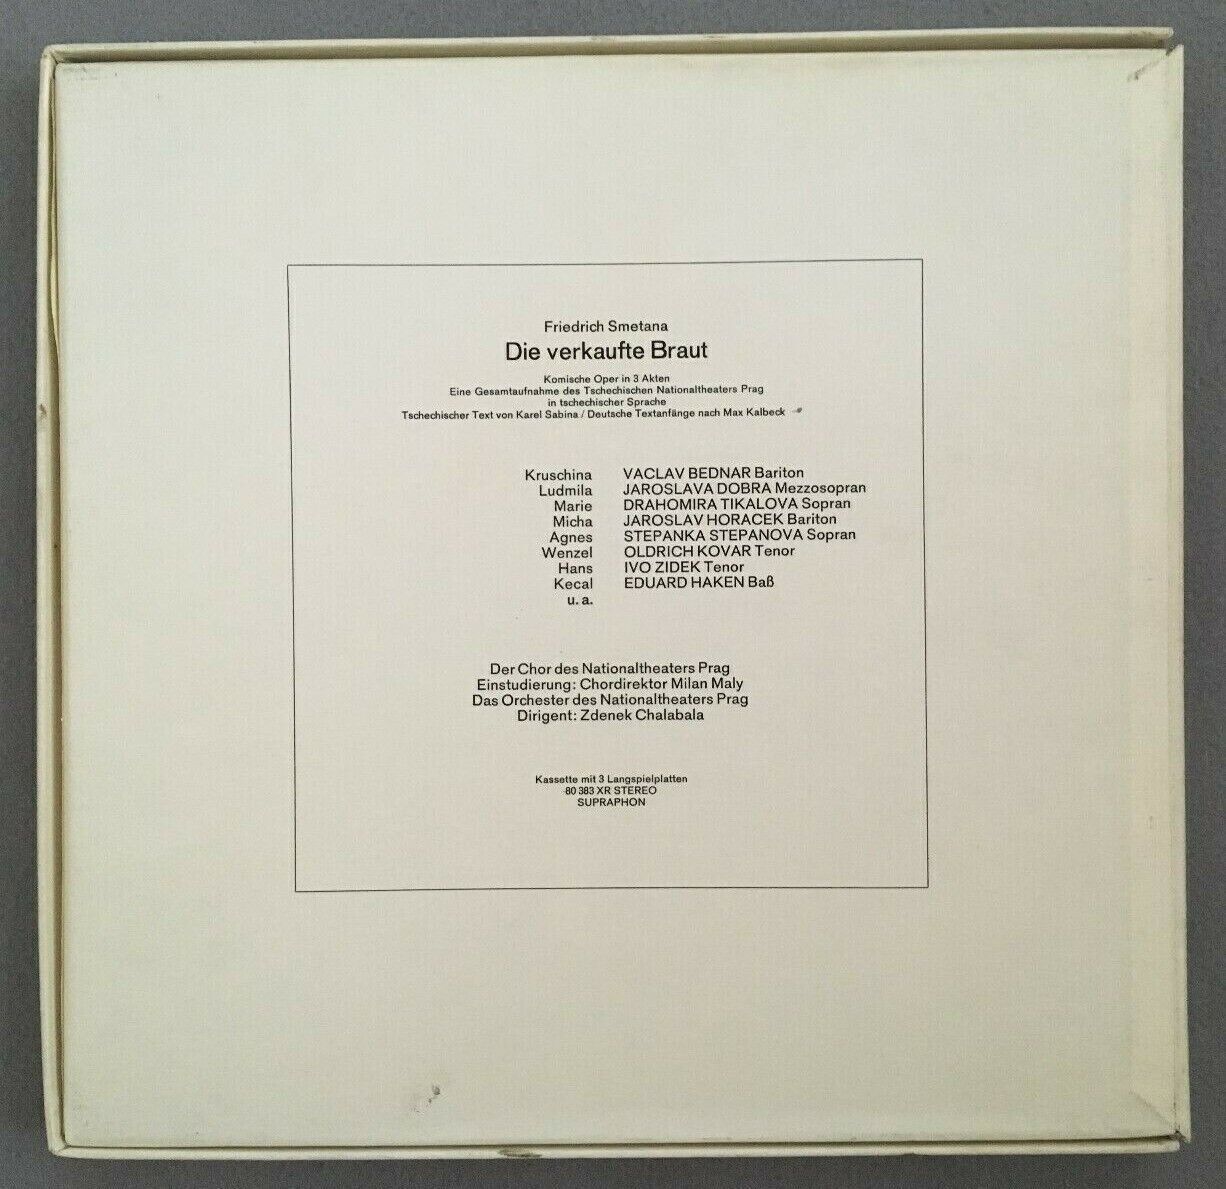 Friedrich Smetana
Die verkaufte Braut
Komische Oper in 3 Akten
Eine Gesamtaufnahme des Tschechischen Nationaltheaters Prag
in tschechischer Sprache
Tschechischer Text von Karel Sabina / Deutsche Textanfänge nach Max Kalbeck
Kruschina VACLAV BEDNAR Bariton
Ludmila JAROSLAVA DOBRA Mezzosopran
Marie DRAHOMIRA TIKALOVA Sopran
Micha JAROSLAV HORACEK Bariton
Agnes STEPANKA STEPANOVA Sopran
Wenzel OLDRICH KOVAR Tenor
Hans IVO ZIDEK Tenor
Kecal EDUARD HAKEN Baß
u. a.
Der Chor des Nationaltheaters Prag
Einstudierung: Chordirektor Milan Maly
Das Orchester des Nationaltheaters Prag
Dirigent: Zdenek Chalabala
Kassette mit 3 Langspielplatten
80 383 XR STEREO
SUPRAPHON